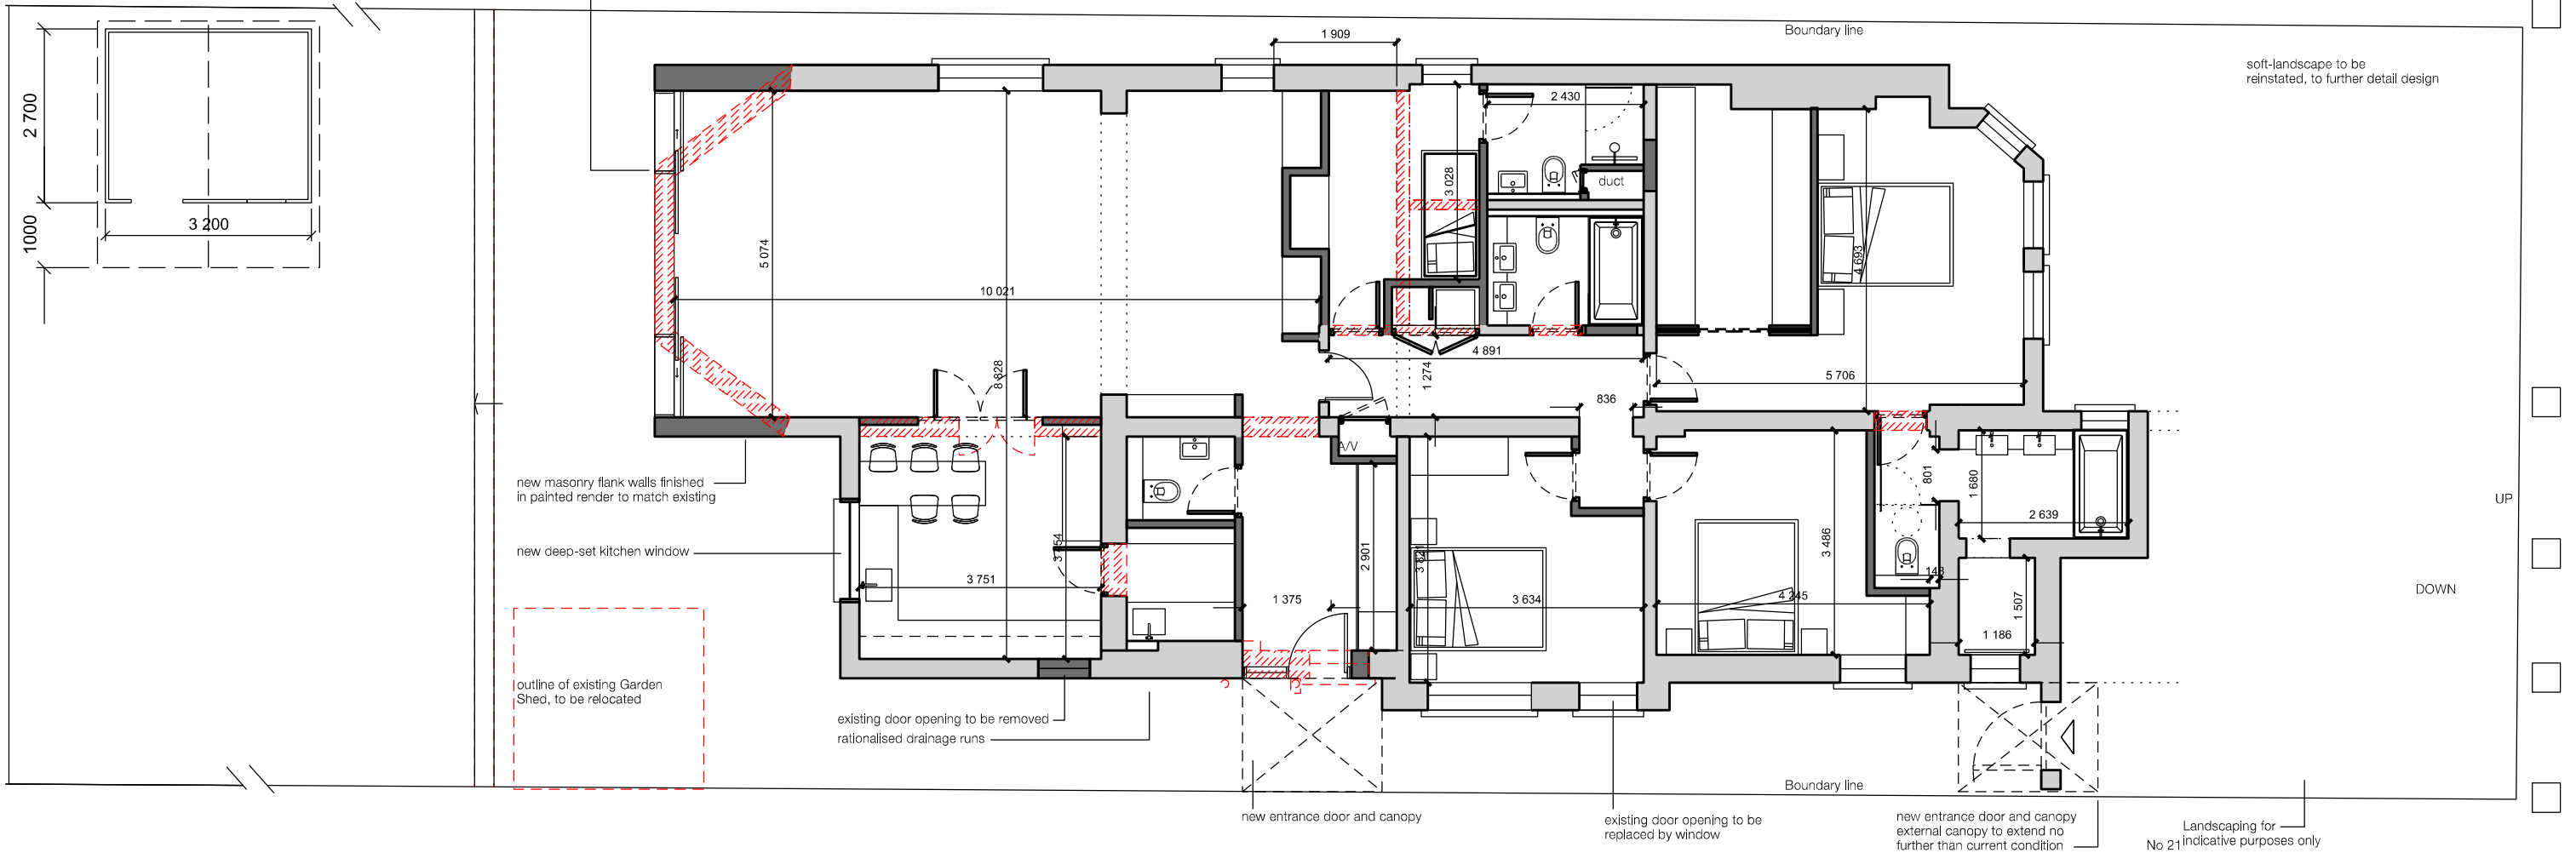 Boundary line
1 909
soft-landscape to be
reinstated, to further detail design
2 700
1000
3 200
2 430
3 028
duct
5 074
4 693
10 021
8 828
4 891
1 274
5 706
836
A/V
new masonry flank walls finished
in painted render to match existing
new deep-set kitchen window
3 751
2 901
1 375
3 634
3 486
4 245
801
1 680
2 639
1 507
1 186
UP
DOWN
outline of existing Garden
Shed, to be relocated
existing door opening to be removed
rationalised drainage runs
Boundary line
new entrance door and canopy
existing door opening to be
replaced by window
new entrance door and canopy
external canopy to extend no
further than current condition
No 21
Landscaping for
indicative purposes only